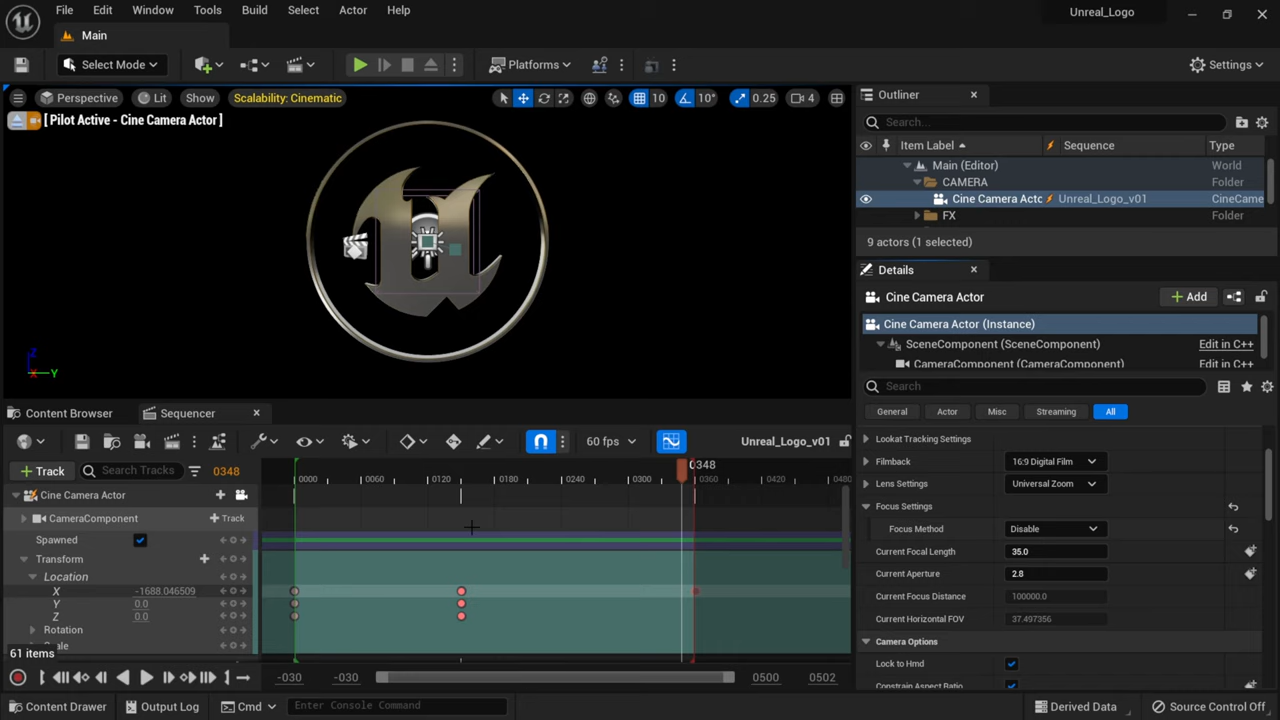 File Edit Window Tools Build Select Actor Help
Unreal_Logo
Main
Select Mode
Platforms
Settings
Perspective Lit Show Scalability: Cinematic 10 10° 0.25 4
[ Pilot Active - Cine Camera Actor ]
Z
X Y
Outliner
Search...
Item Label Sequence Type
Main (Editor) World
CAMERA Folder
Cine Camera Actc Unreal_Logo_v01 CineCame
FX Folder
9 actors (1 selected)
Details
Cine Camera Actor Add
Cine Camera Actor (Instance)
SceneComponent (SceneComponent) Edit in C++
CameraComponent (CameraComponent) Edit in C++
Search
General Actor Misc Streaming All
Lookat Tracking Settings
Filmback 16:9 Digital Film
Lens Settings Universal Zoom
Focus Settings
Focus Method Disable
Current Focal Length 35.0
Current Aperture 2.8
Current Focus Distance 100000.0
Current Horizontal FOV 37.497356
Camera Options
Lock to Hmd
Constrain Aspect Ratio
Content Browser Sequencer
60 fps Unreal_Logo_v01
Track Search Tracks 0348
0348
0000 0060 0120 0180 0240 0300 0360 0420 0480
Cine Camera Actor
CameraComponent Track
Spawned
Transform
Location
X -1688.046509
Y 0.0
Z 0.0
Rotation
Scale
61 items
-030 -030 0500 0502
Content Drawer Output Log Cmd Enter Console Command Derived Data Source Control Off